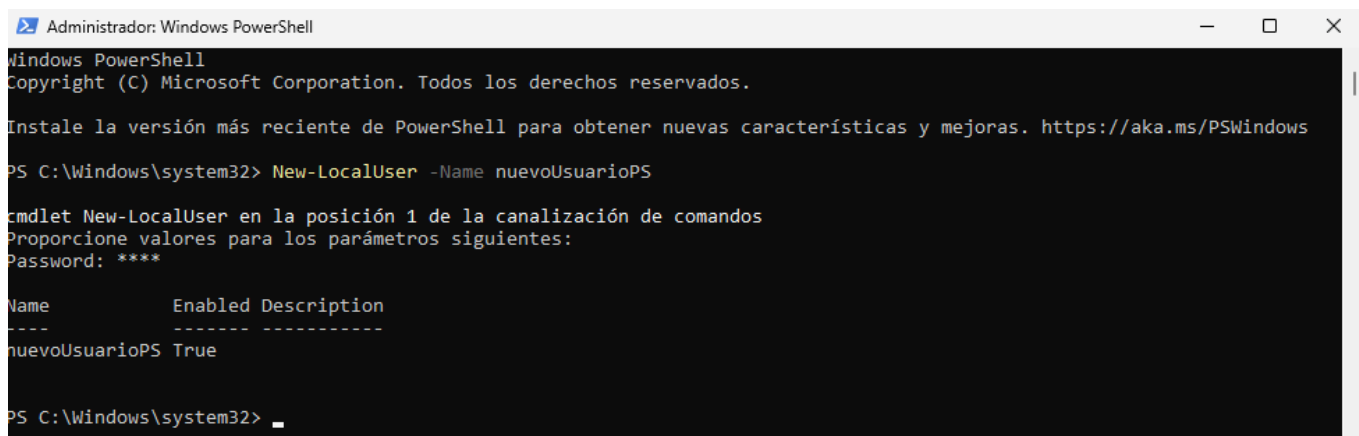 Administrador: Windows PowerShell
Windows PowerShell
Copyright (C) Microsoft Corporation. Todos los derechos reservados.
Instale la versión más reciente de PowerShell para obtener nuevas características y mejoras. https://aka.ms/PSWindows
PS C:\Windows\system32> New-LocalUser -Name nuevoUsuarioPS
cmdlet New-LocalUser en la posición 1 de la canalización de comandos
Proporcione valores para los parámetros siguientes:
Password: ****
Name Enabled Description
---- ------- -----------
nuevoUsuarioPS True
PS C:\Windows\system32>